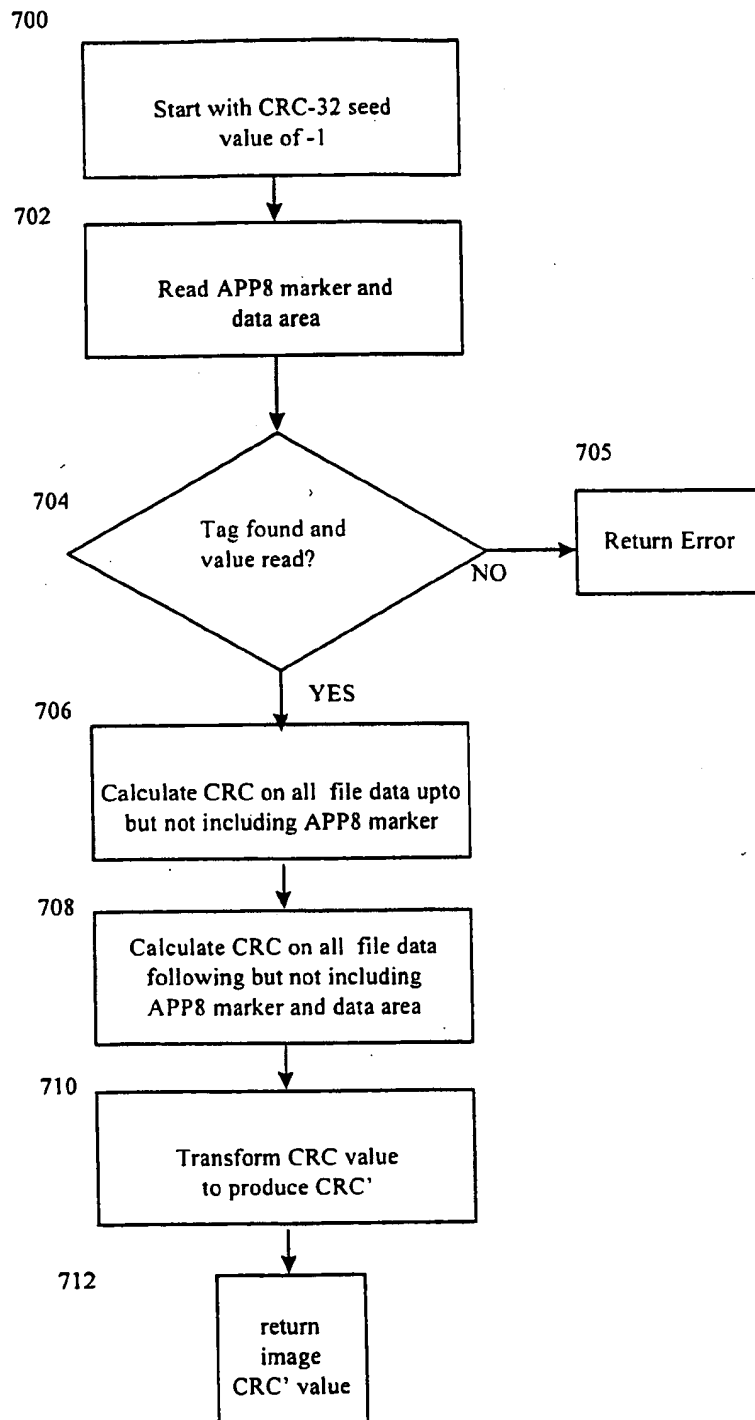 700
Start with CRC-32 seed
value of -1
702
Read APP8 marker and
data area
704
Tag found and
value read?
NO
705
Return Error
YES
706
Calculate CRC on all file data upto
but not including APP8 marker
708
Calculate CRC on all file data
following but not including
APP8 marker and data area
710
Transform CRC value
to produce CRC'
712
return
image
CRC' value